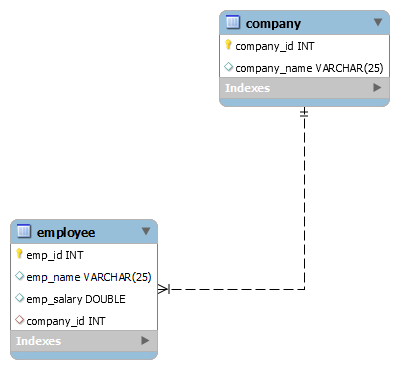 company
company_id INT
company_name VARCHAR(25)
Indexes
employee
emp_id INT
emp_name VARCHAR(25)
emp_salary DOUBLE
company_id INT
Indexes